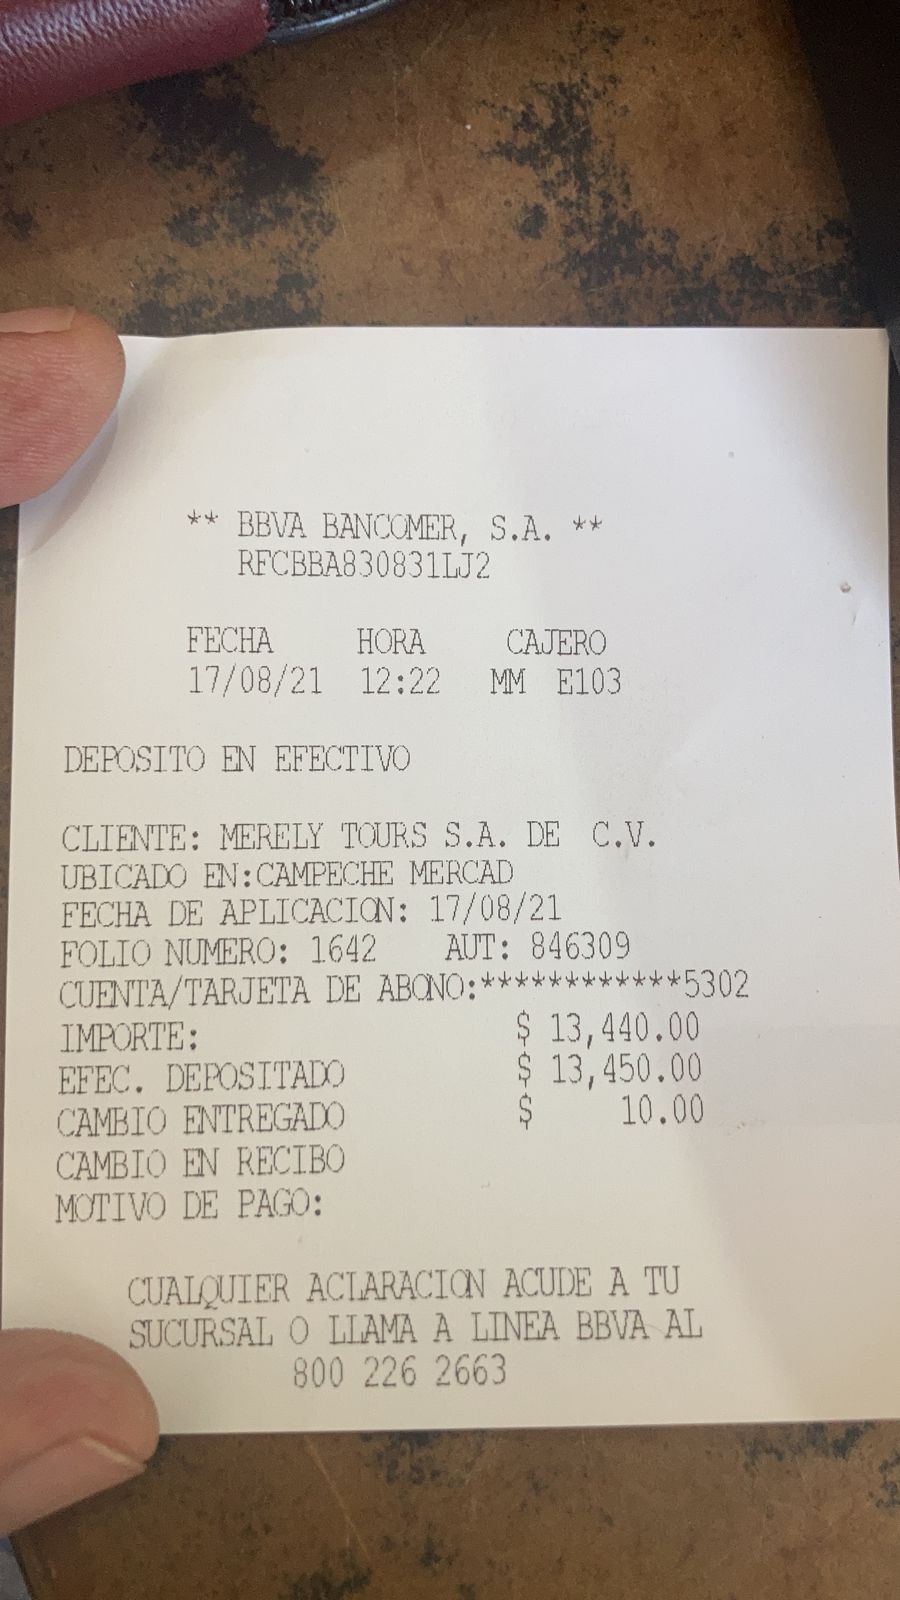 ** BBVA BANCOMER, S.A. **
RFCBBA830831LJ2
FECHA HORA CAJERO
17/08/21 12:22 MM E103
DEPOSITO EN EFECTIVO
CLIENTE: MERELY TOURS S.A. DE C.V.
UBICADO EN:CAMPECHE MERCAD
FECHA DE APLICACION: 17/08/21
FOLIO NUMERO: 1642 AUT: 846309
CUENTA/TARJETA DE ABONO:************5302
IMPORTE: $ 13,440.00
EFEC. DEPOSITADO $ 13,450.00
CAMBIO ENTREGADO $ 10.00
CAMBIO EN RECIBO
MOTIVO DE PAGO:
CUALQUIER ACLARACION ACUDE A TU
SUCURSAL O LLAMA A LINEA BBVA AL
800 226 2663